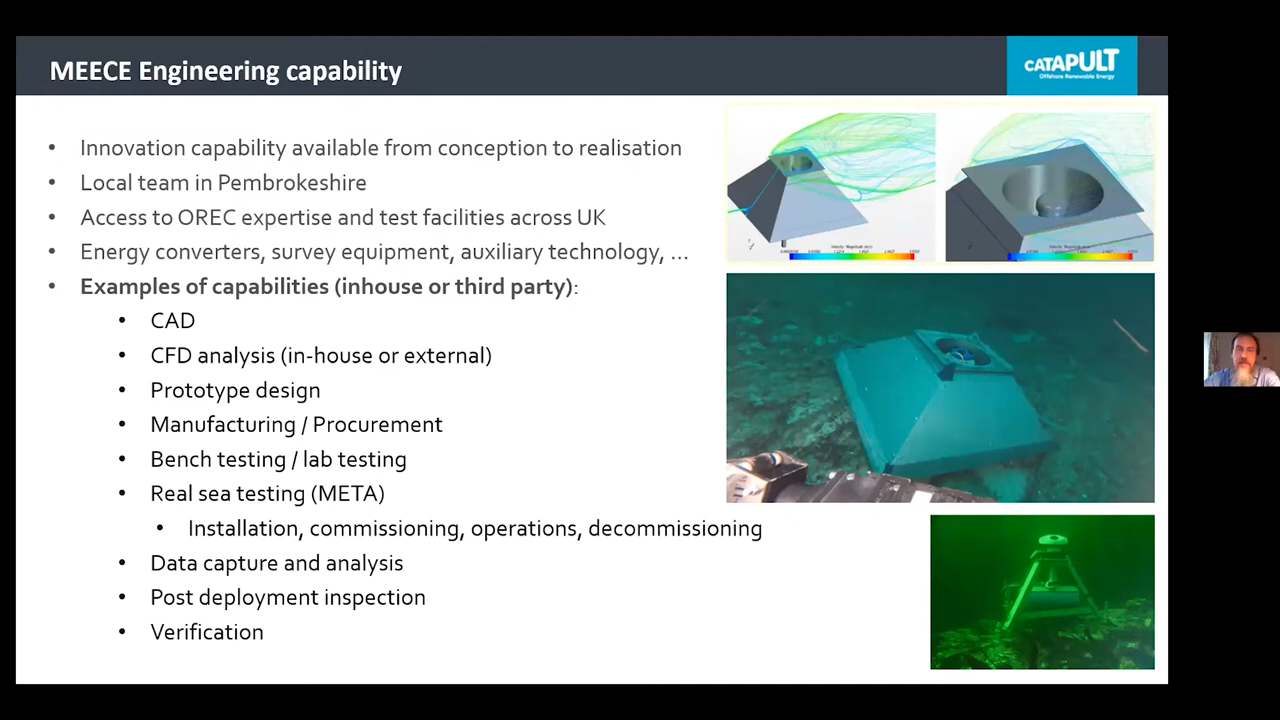 MEECE Engineering capability
CATAPULT
Offshore Renewable Energy
• Innovation capability available from conception to realisation
• Local team in Pembrokeshire
• Access to OREC expertise and test facilities across UK
• Energy converters, survey equipment, auxiliary technology, ...
• Examples of capabilities (inhouse or third party):
• CAD
• CFD analysis (in-house or external)
• Prototype design
• Manufacturing / Procurement
• Bench testing / lab testing
• Real sea testing (META)
• Installation, commissioning, operations, decommissioning
• Data capture and analysis
• Post deployment inspection
• Verification